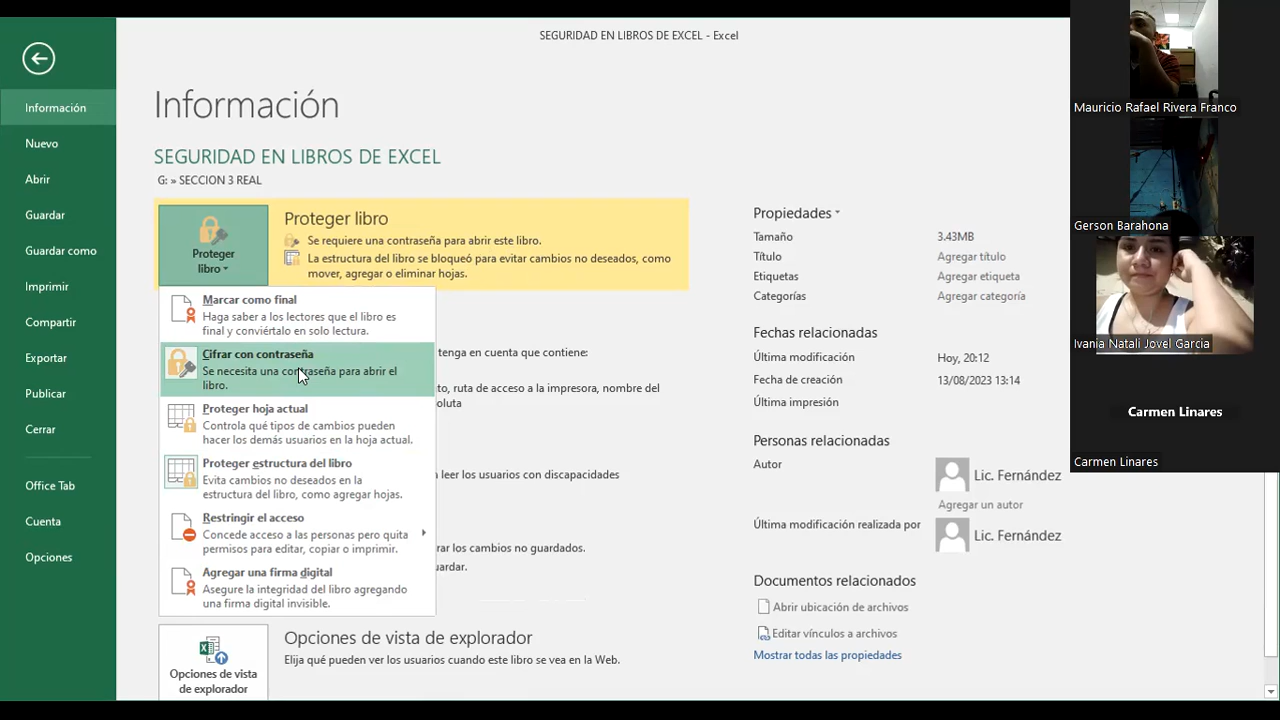 SEGURIDAD EN LIBROS DE EXCEL - Excel
Información
Nuevo
Abrir
Guardar
Guardar como
Imprimir
Compartir
Exportar
Publicar
Cerrar
Office Tab
Cuenta
Opciones
Información
SEGURIDAD EN LIBROS DE EXCEL
G: » SECCION 3 REAL
Proteger
libro
Proteger libro
Se requiere una contraseña para abrir este libro.
La estructura del libro se bloqueó para evitar cambios no deseados, como
mover, agregar o eliminar hojas.
Marcar como final
Haga saber a los lectores que el libro es
final y conviértalo en solo lectura.
Cifrar con contraseña
Se necesita una contraseña para abrir el
libro.
Proteger hoja actual
Controla qué tipos de cambios pueden
hacer los demás usuarios en la hoja actual.
Proteger estructura del libro
Evita cambios no deseados en la
estructura del libro, como agregar hojas.
Restringir el acceso
Concede acceso a las personas pero quita
permisos para editar, copiar o imprimir.
Agregar una firma digital
Asegure la integridad del libro agregando
una firma digital invisible.
tenga en cuenta que contiene:
to, ruta de acceso a la impresora, nombre del
oluta
a leer los usuarios con discapacidades
rar los cambios no guardados.
uardar.
Opciones de vista
de explorador
Opciones de vista de explorador
Elija qué pueden ver los usuarios cuando este libro se vea en la Web.
Propiedades
Tamaño 3.43MB
Título Agregar título
Etiquetas Agregar etiqueta
Categorías Agregar categoría
Fechas relacionadas
Última modificación Hoy, 20:12
Fecha de creación 13/08/2023 13:14
Última impresión
Personas relacionadas
Autor Lic. Fernández
Agregar un autor
Última modificación realizada por Lic. Fernández
Documentos relacionados
Abrir ubicación de archivos
Editar vínculos a archivos
Mostrar todas las propiedades
Mauricio Rafael Rivera Franco
Gerson Barahona
Ivania Natali Jovel Garcia
Carmen Linares
Carmen Linares